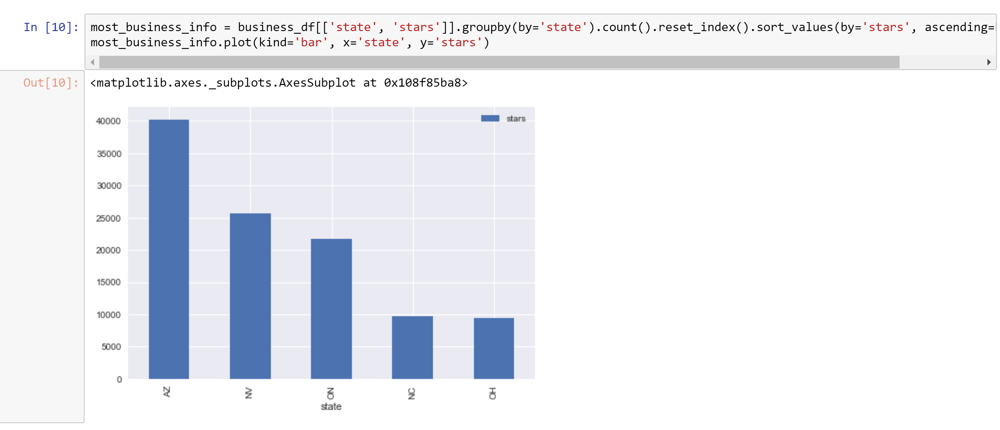 In [10]: most_business_info = business_df[['state', 'stars']].groupby(by='state').count().reset_index().sort_values(by='stars', ascending=
most_business_info.plot(kind='bar', x='state', y='stars')
Out[10]: <matplotlib.axes._subplots.AxesSubplot at 0x108f85ba8>
stars
40000
35000
30000
25000
20000
15000
10000
5000
0
AZ NV ON NC OH
state